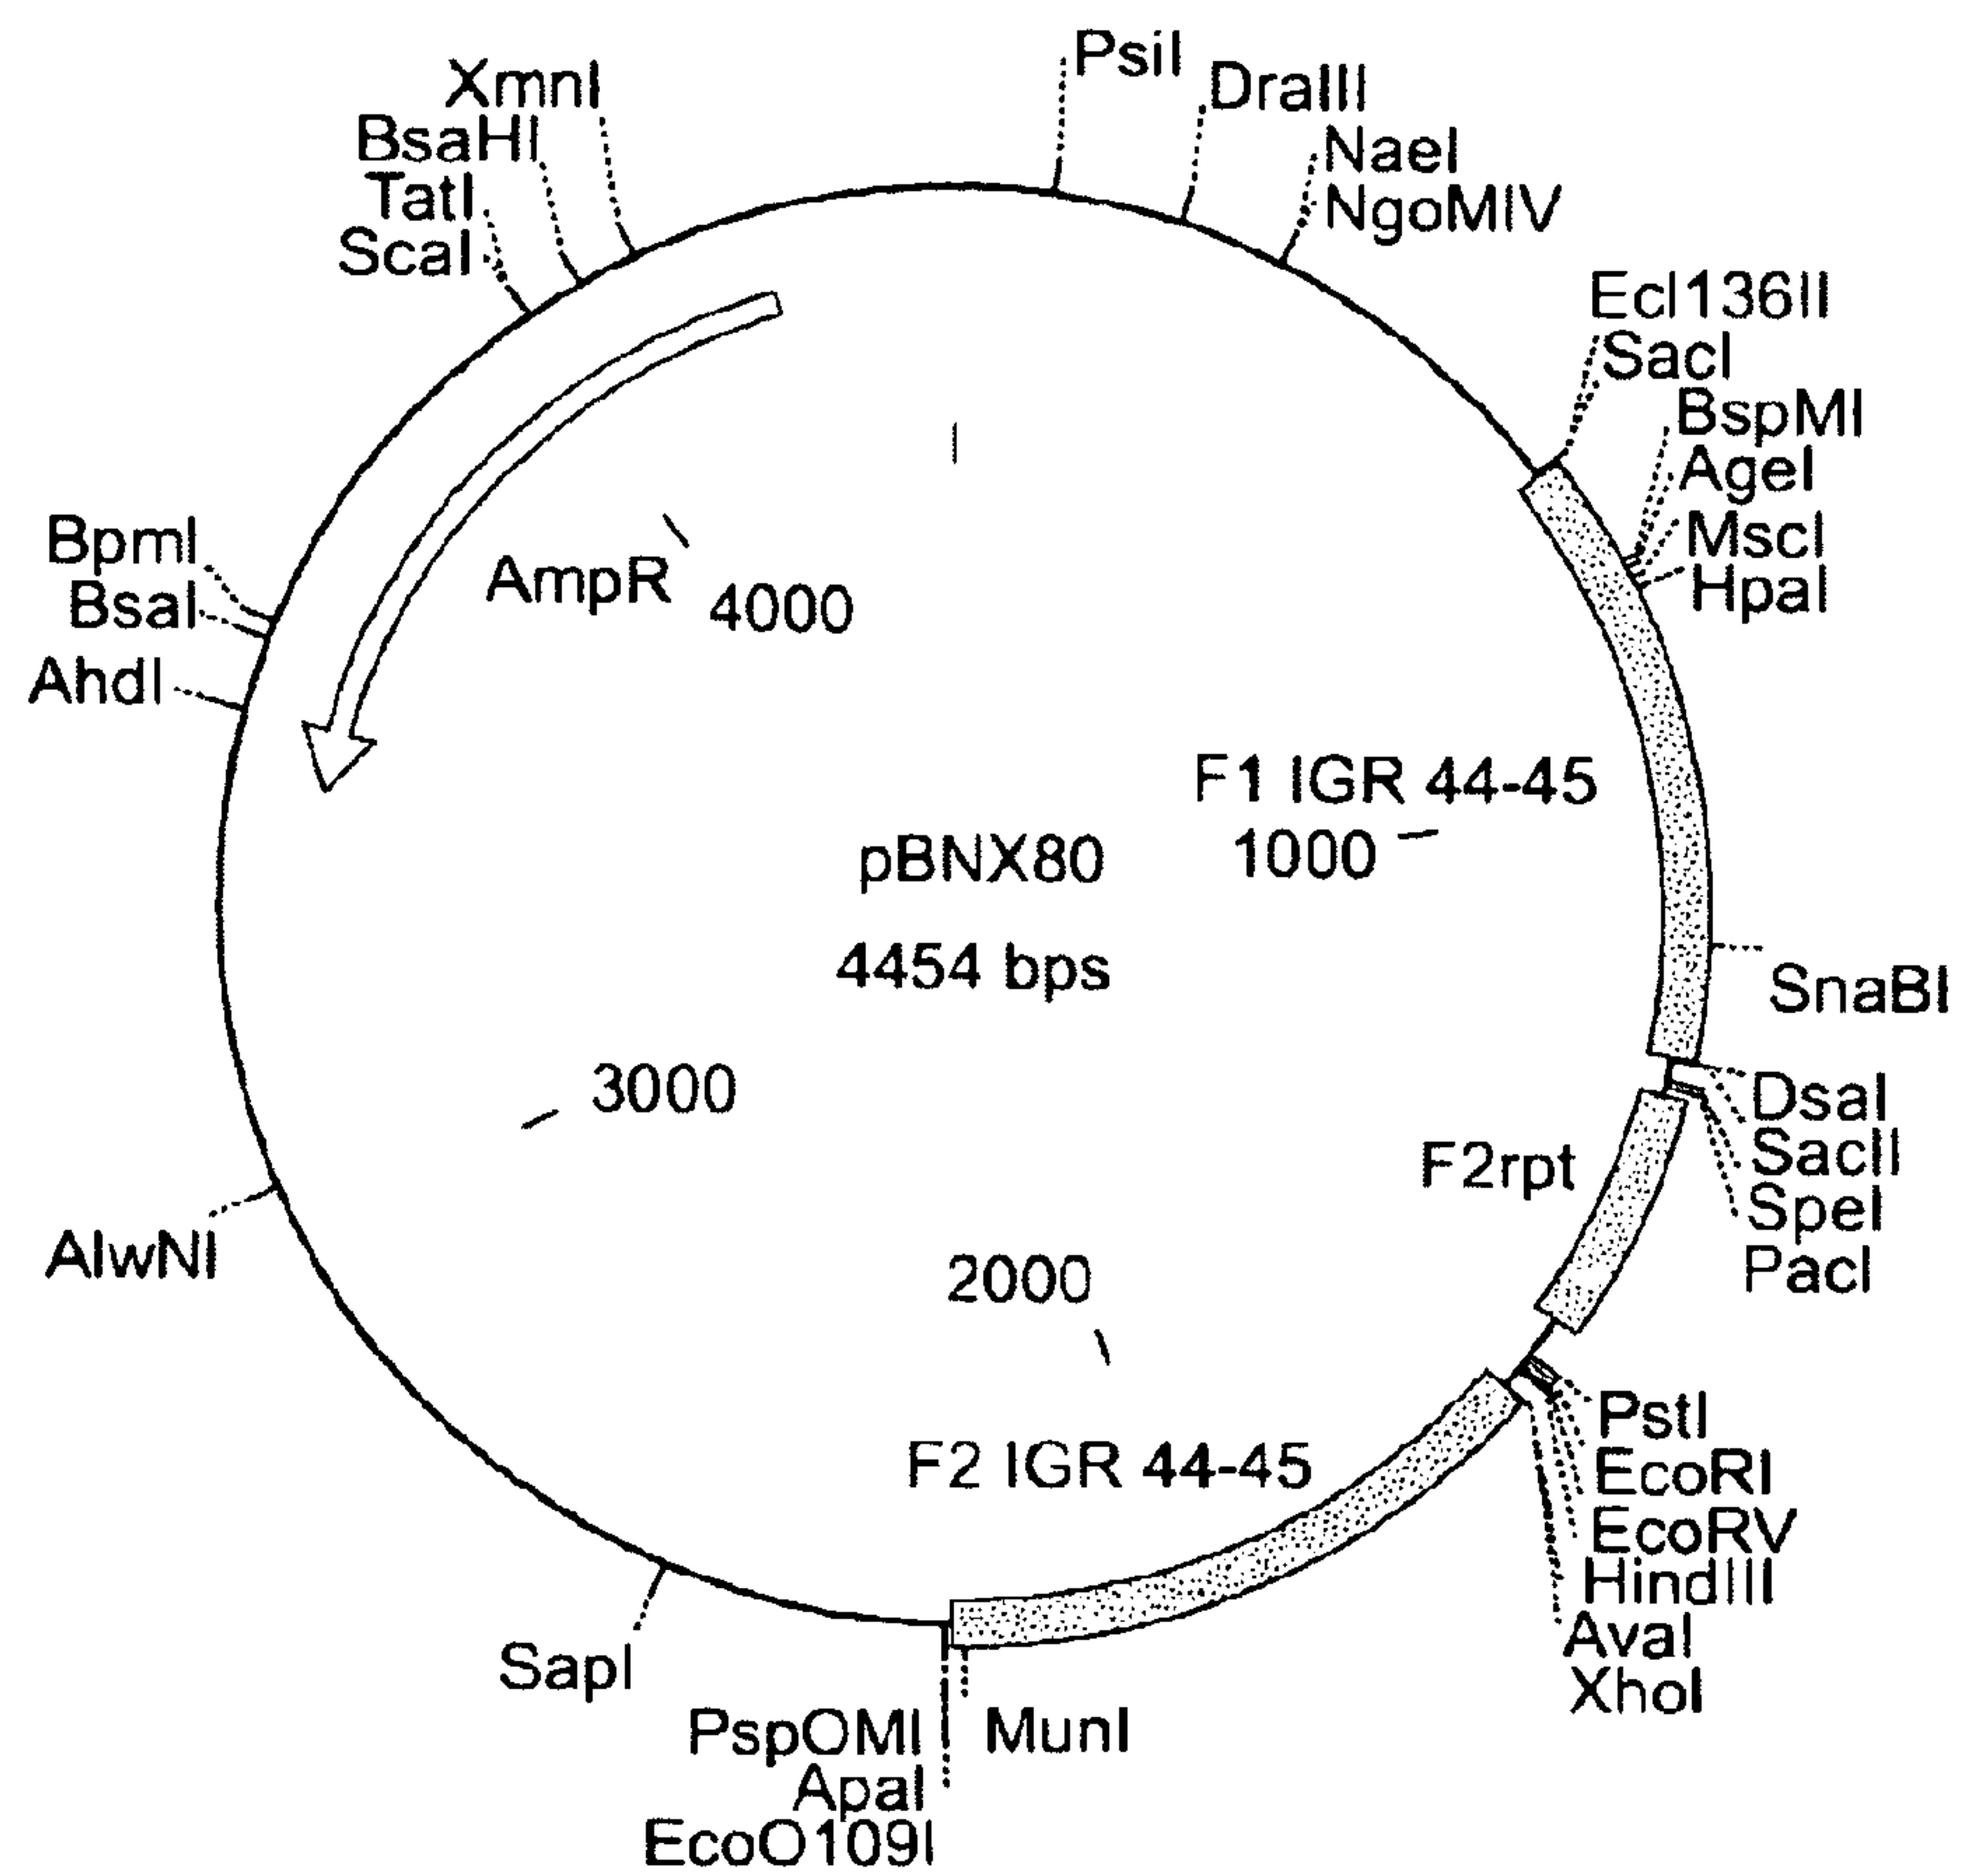 PsiI
DraIII
NaeI
NgoMIV
XmnI
BsaHI
TatI
ScaI
Ecl136II
SacI
BspMI
AgeI
MscI
HpaI
BpmI
BsaI
AhdI
AmpR
4000
F1 IGR 44-45
1000
pBNX80
4454 bps
SnaBI
3000
DsaI
SacII
SpeI
PacI
F2rpt
AlwNI
2000
PstI
EcoRI
EcoRV
HindIII
AvaI
XhoI
F2 IGR 44-45
SapI
PspOMI
ApaI
EcoO109I
MunI